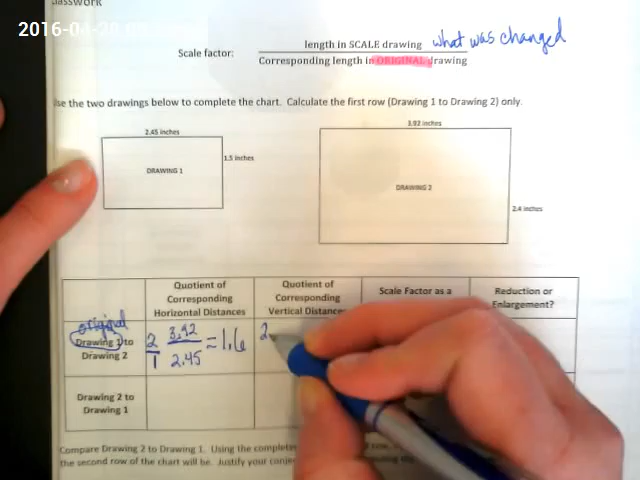 2016-04-28
Scale factor:
length in SCALE drawing what was changed
Corresponding length in ORIGINAL drawing
se the two drawings below to complete the chart. Calculate the first row (Drawing 1 to Drawing 2) only.
2.45 inches
3.92 inches
1.5 inches
DRAWING 1
DRAWING 2
2.4 inches
Quotient of Corresponding Horizontal Distances
Quotient of Corresponding Vertical Distances
Scale Factor as a
Reduction or Enlargement?
original
Drawing 1 to
Drawing 2
2 3.92
1 2.45
= 1.6
2
Drawing 2 to
Drawing 1
Compare Drawing 2 to Drawing 1. Using the complete
the second row of the chart will be. Justify your